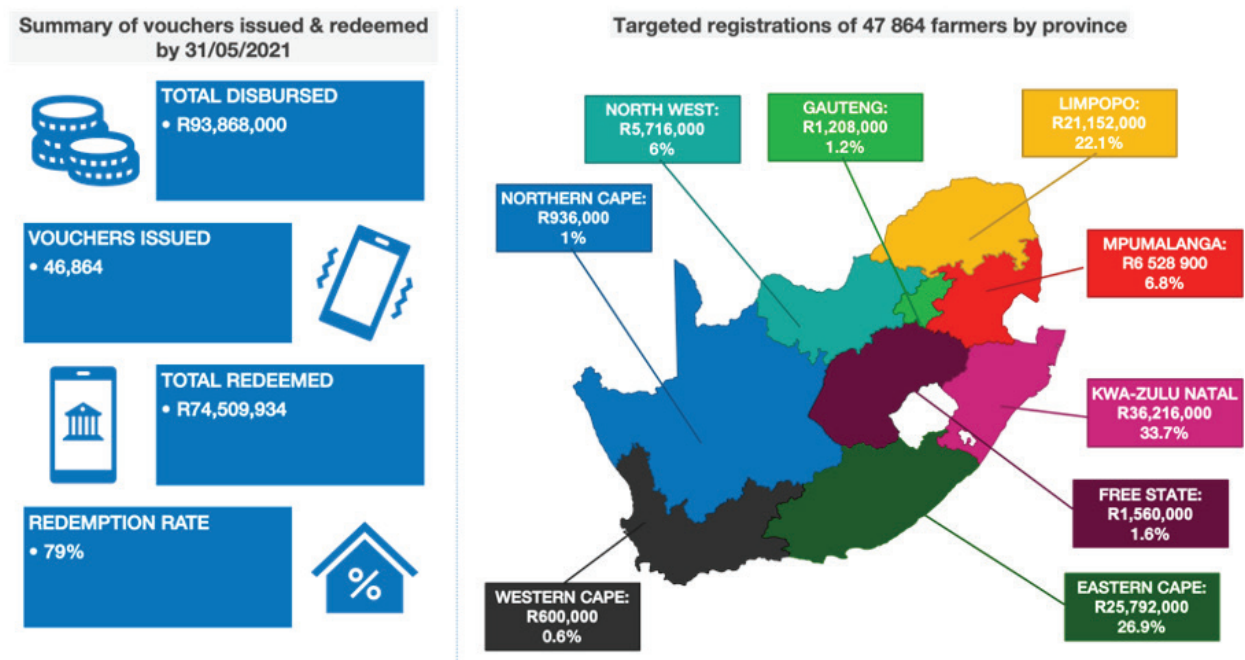 Summary of vouchers issued & redeemed
by 31/05/2021
TOTAL DISBURSED
• R93,868,000
VOUCHERS ISSUED
• 46,864
TOTAL REDEEMED
• R74,509,934
REDEMPTION RATE
• 79%
%
Targeted registrations of 47 864 farmers by province
NORTH WEST:
R5,716,000
6%
GAUTENG:
R1,208,000
1.2%
LIMPOPO:
R21,152,000
22.1%
NORTHERN CAPE:
R936,000
1%
MPUMALANGA:
R6 528 900
6.8%
KWA-ZULU NATAL
R36,216,000
33.7%
FREE STATE:
R1,560,000
1.6%
WESTERN CAPE:
R600,000
0.6%
EASTERN CAPE:
R25,792,000
26.9%